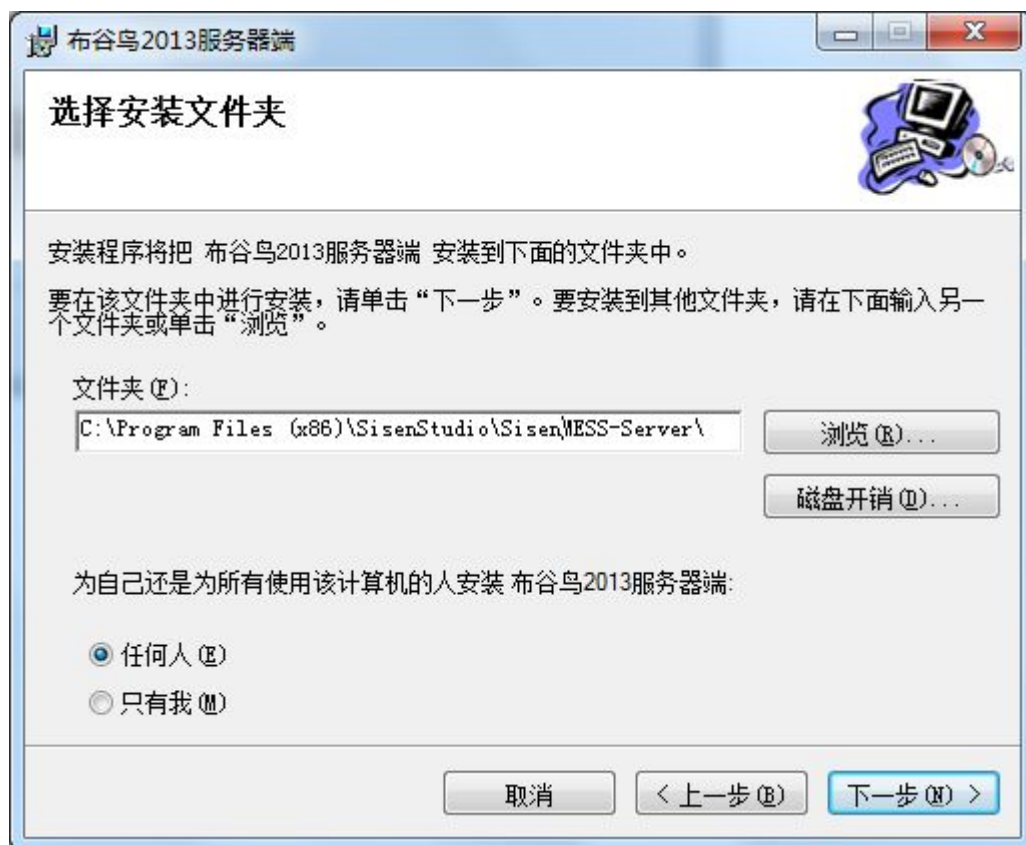 布谷鸟2013服务器端
选择安装文件夹
安装程序将把 布谷鸟2013服务器端 安装到下面的文件夹中。
要在该文件夹中进行安装，请单击“下一步”。要安装到其他文件夹，请在下面输入另一
个文件夹或单击“浏览”。
文件夹(F):
C:\Program Files (x86)\SisenStudio\SisenMESS-Server\
浏览(R)...
磁盘开销(D)...
为自己还是为所有使用该计算机的人安装 布谷鸟2013服务器端:
任何人(E)
只有我(M)
取消
< 上一步(B)
下一步(N) >